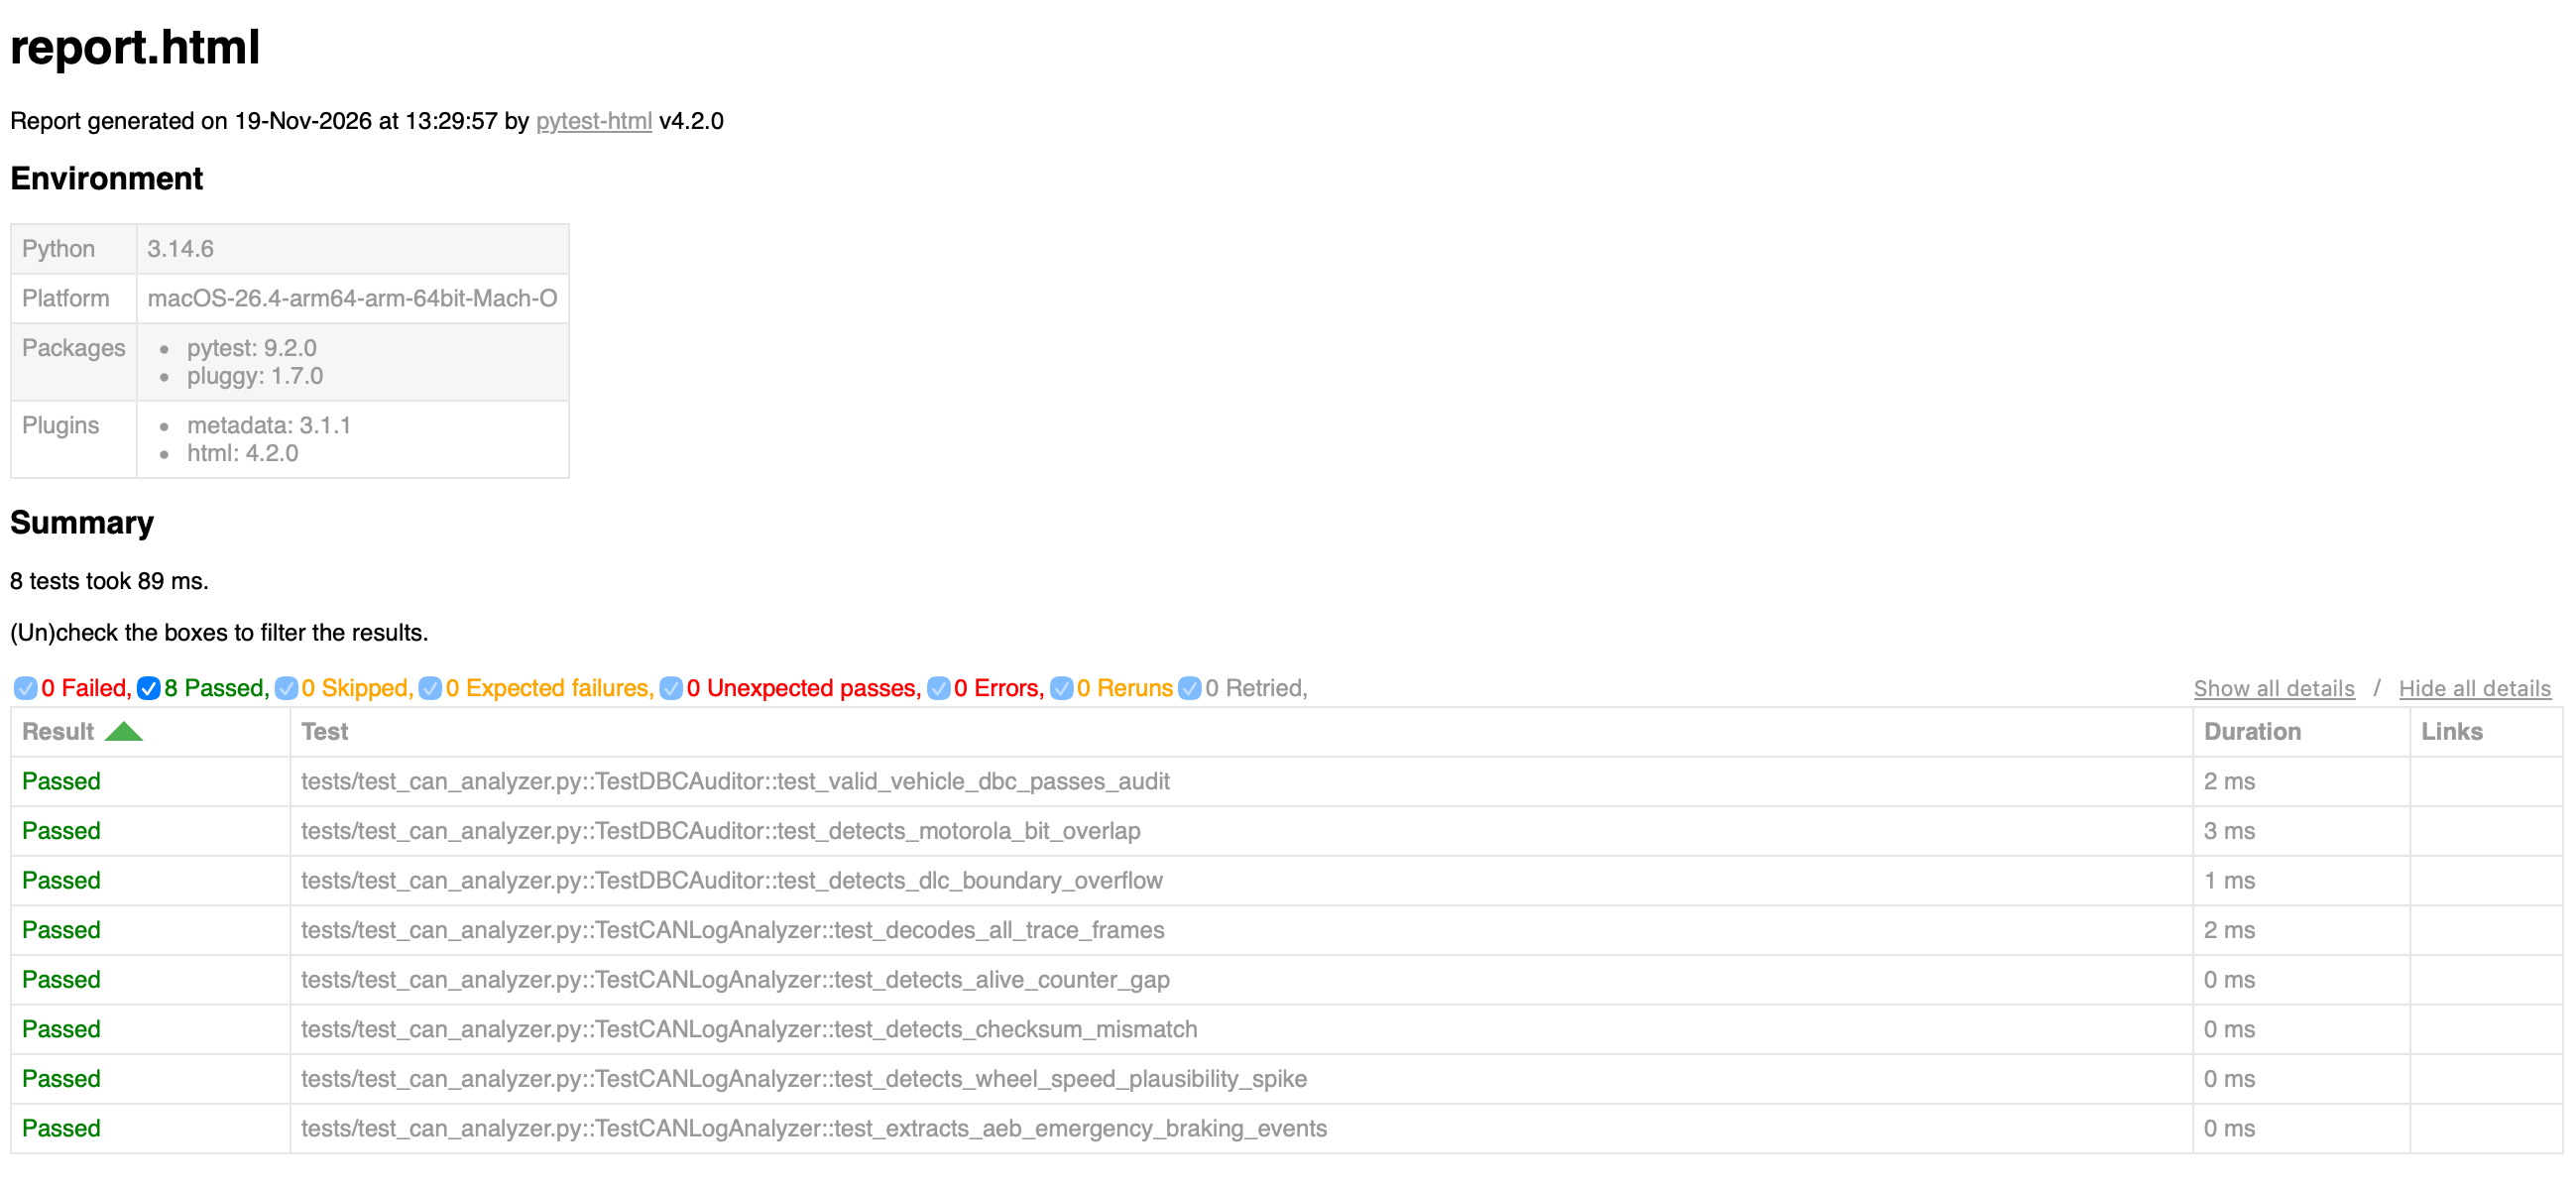 report.html
Report generated on 19-Nov-2026 at 13:29:57 by pytest-html v4.2.0
Environment
Python 3.14.6
Platform macOS-26.4-arm64-arm-64bit-Mach-O
Packages • pytest: 9.2.0
• pluggy: 1.7.0
Plugins • metadata: 3.1.1
• html: 4.2.0
Summary
8 tests took 89 ms.
(Un)check the boxes to filter the results.
0 Failed, 8 Passed, 0 Skipped, 0 Expected failures, 0 Unexpected passes, 0 Errors, 0 Reruns 0 Retried, Show all details / Hide all details
Result Test Duration Links
Passed tests/test_can_analyzer.py::TestDBCAuditor::test_valid_vehicle_dbc_passes_audit 2 ms
Passed tests/test_can_analyzer.py::TestDBCAuditor::test_detects_motorola_bit_overlap 3 ms
Passed tests/test_can_analyzer.py::TestDBCAuditor::test_detects_dlc_boundary_overflow 1 ms
Passed tests/test_can_analyzer.py::TestCANLogAnalyzer::test_decodes_all_trace_frames 2 ms
Passed tests/test_can_analyzer.py::TestCANLogAnalyzer::test_detects_alive_counter_gap 0 ms
Passed tests/test_can_analyzer.py::TestCANLogAnalyzer::test_detects_checksum_mismatch 0 ms
Passed tests/test_can_analyzer.py::TestCANLogAnalyzer::test_detects_wheel_speed_plausibility_spike 0 ms
Passed tests/test_can_analyzer.py::TestCANLogAnalyzer::test_extracts_aeb_emergency_braking_events 0 ms